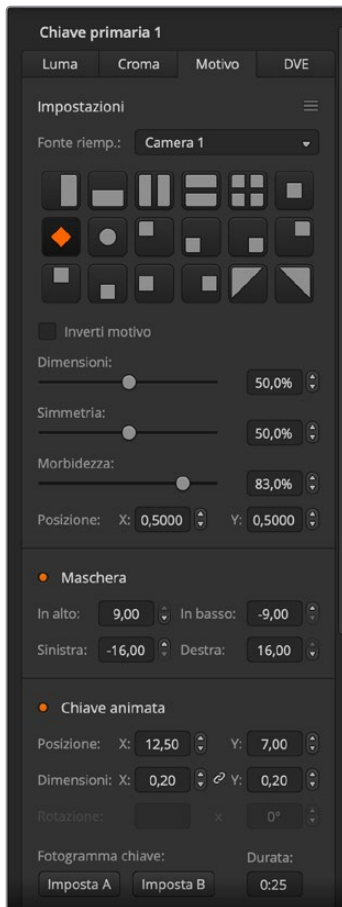 Chiave primaria 1
Luma Croma Motivo DVE
Impostazioni
Fonte riemp.: Camera 1
Inverti motivo
Dimensioni:
50,0%
Simmetria:
50,0%
Morbidezza:
83,0%
Posizione: X: 0,5000 Y: 0,5000
Maschera
In alto: 9,00 In basso: -9,00
Sinistra: -16,00 Destra: 16,00
Chiave animata
Posizione: X: 12,50 Y: 7,00
Dimensioni: X: 0,20 Y: 0,20
Rotazione: x 0°
Fotogramma chiave: Durata:
Imposta A Imposta B 0:25